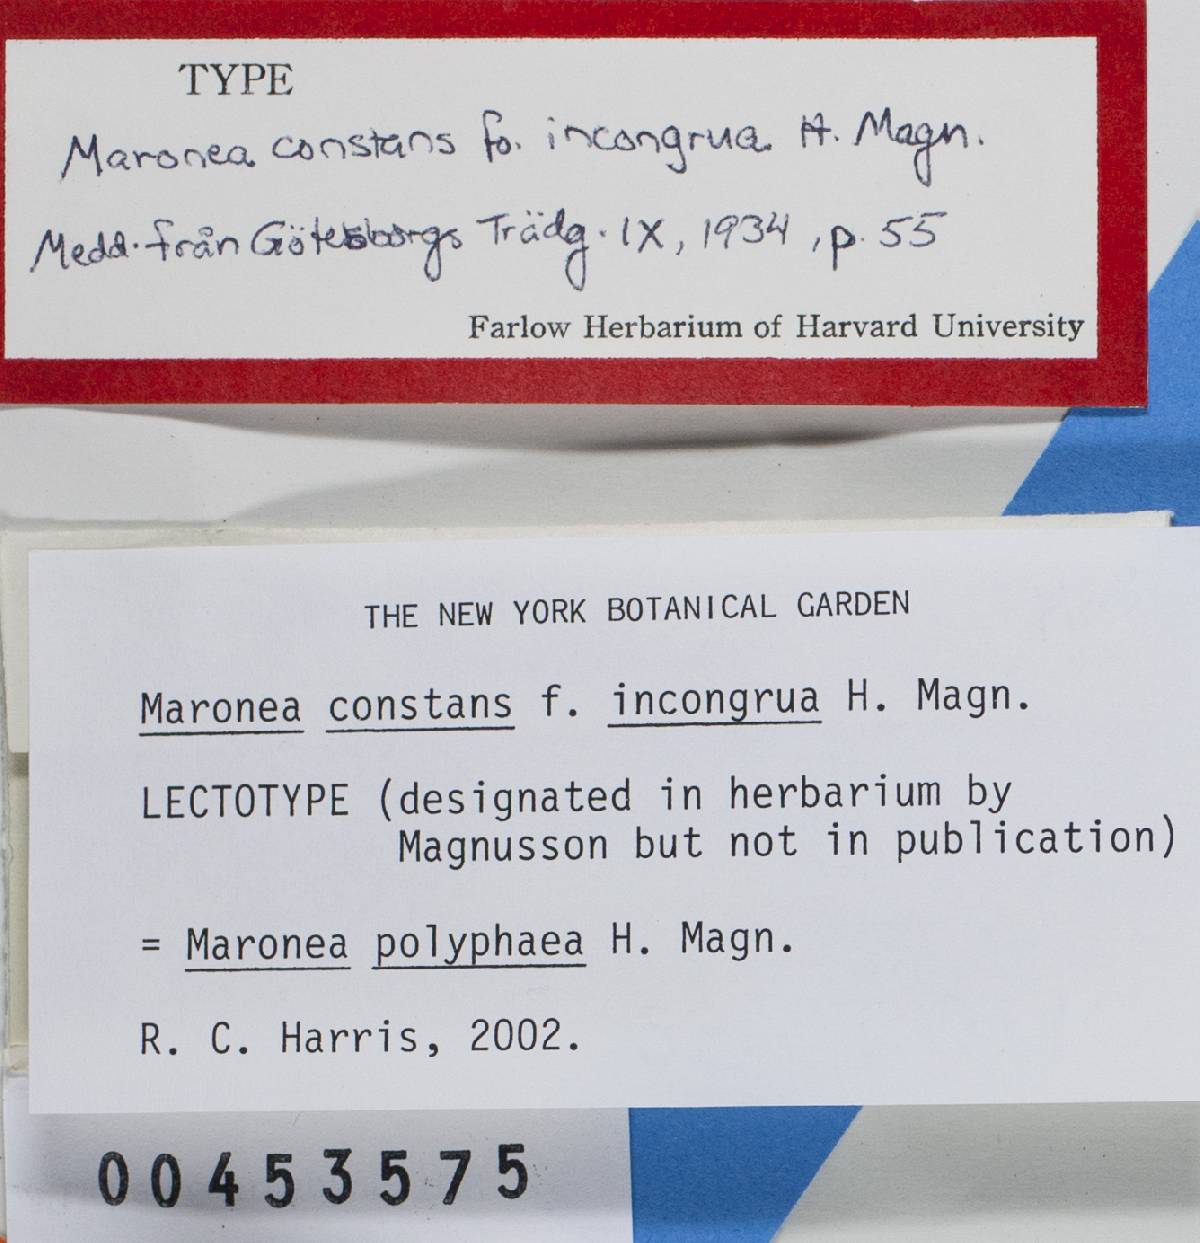 TYPE
Maronea constans fo. incongrua H. Magn.
Medd. från Götesborgs Trädg. IX, 1934, p. 55
Farlow Herbarium of Harvard University
THE NEW YORK BOTANICAL GARDEN
Maronea constans f. incongrua H. Magn.
LECTOTYPE (designated in herbarium by
Magnusson but not in publication)
= Maronea polyphaea H. Magn.
R. C. Harris, 2002.
00453575